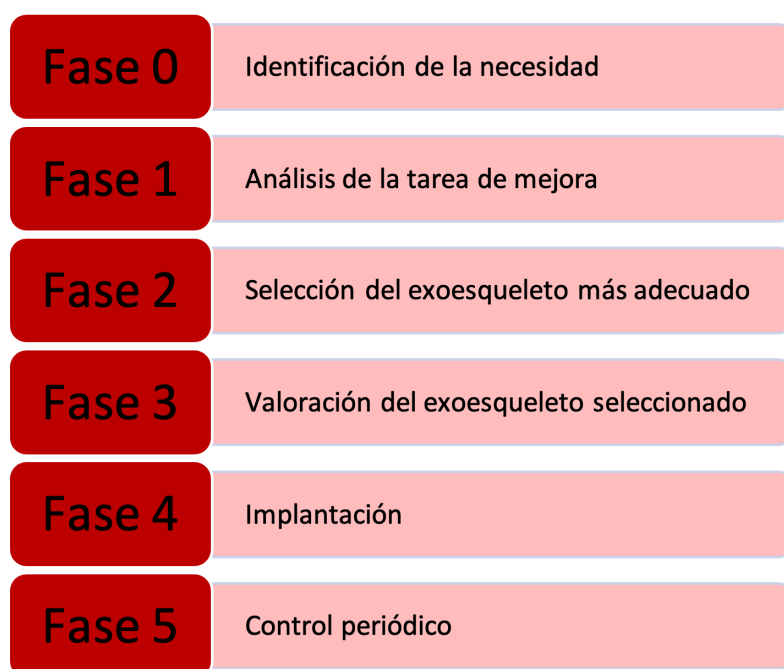 Fase 0
Identificación de la necesidad
Fase 1
Análisis de la tarea de mejora
Fase 2
Selección del exoesqueleto más adecuado
Fase 3
Valoración del exoesqueleto seleccionado
Fase 4
Implantación
Fase 5
Control periódico